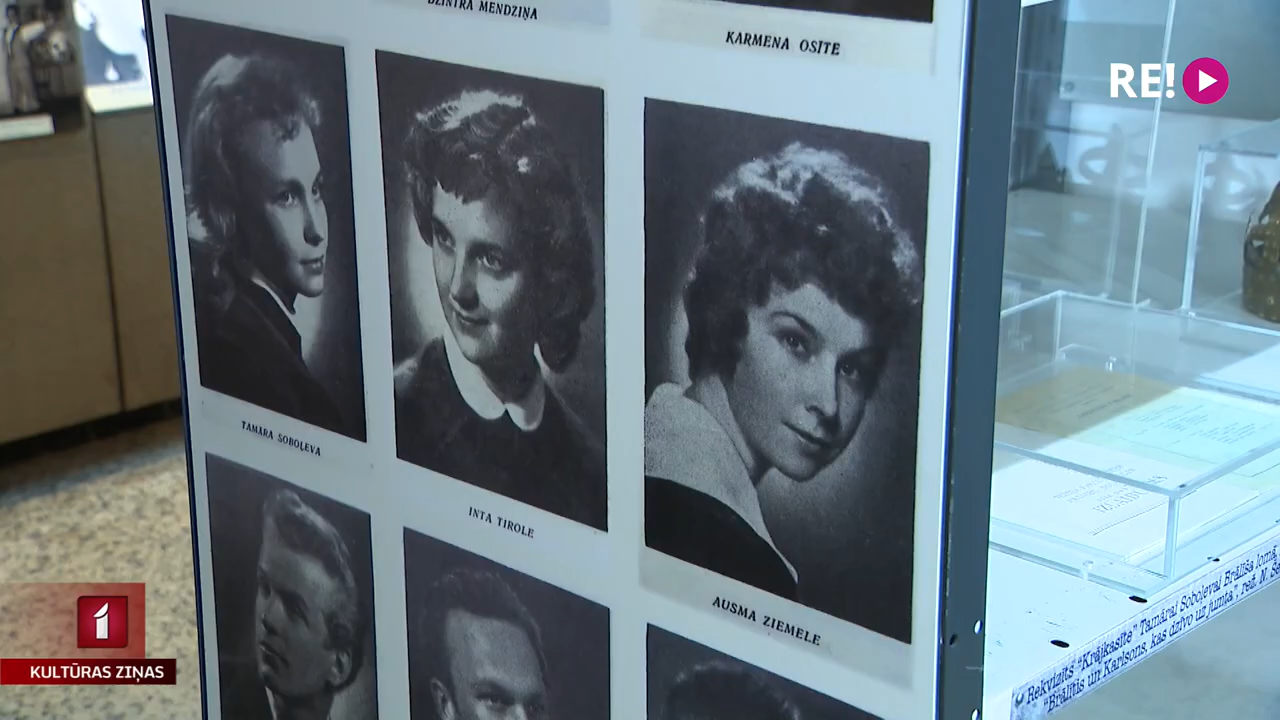 DZINTRA MENDZIŅA
KARMENA OSĪTE
RE!
TAMĀRA SOBOĻEVA
INTA TIROLE
AUSMA ZIEMELE
1
KULTŪRAS ZIŅAS
Rekvizīts "Krājkasīte" Tamārai Soboļevai Brālīša lomā,
"Brālītis un Karlsons, kas dzīvo uz jumta", rež. N.